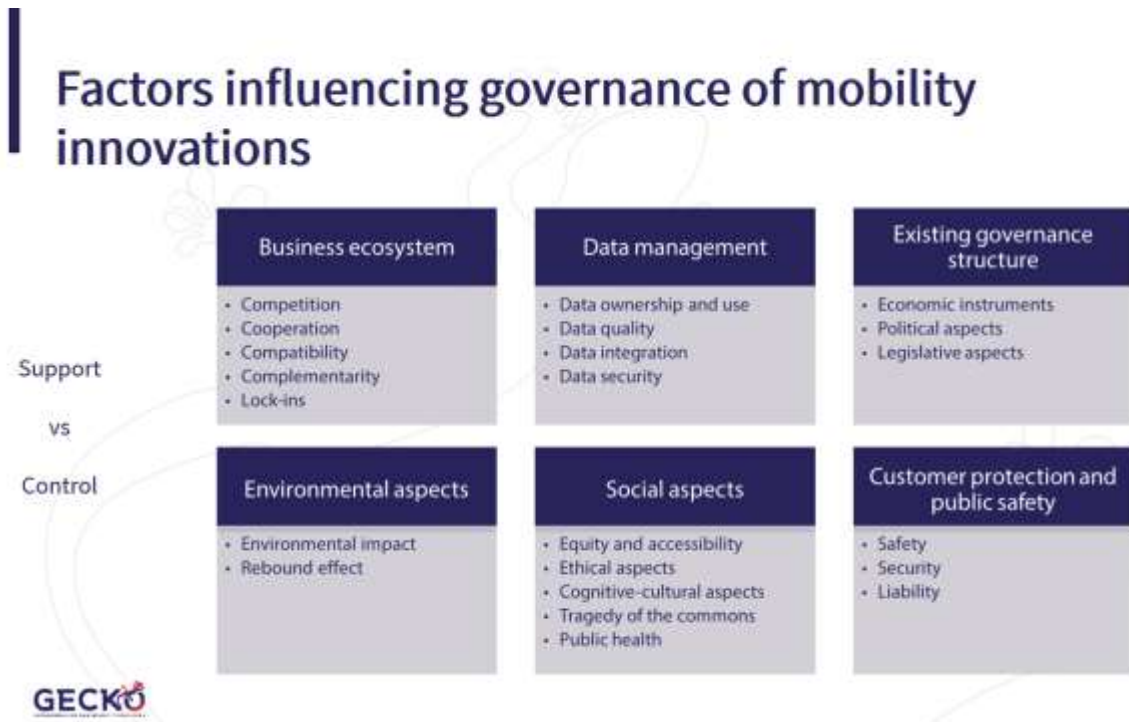 Factors influencing governance of mobility
innovations
Support
vs
Control
Business ecosystem
• Competition
• Cooperation
• Compatibility
• Complementarity
• Lock-ins
Data management
• Data ownership and use
• Data quality
• Data integration
• Data security
Existing governance
structure
• Economic instruments
• Political aspects
• Legislative aspects
Environmental aspects
• Environmental impact
• Rebound effect
Social aspects
• Equity and accessibility
• Ethical aspects
• Cognitive-cultural aspects
• Tragedy of the commons
• Public health
Customer protection and
public safety
• Safety
• Security
• Liability
GECKO